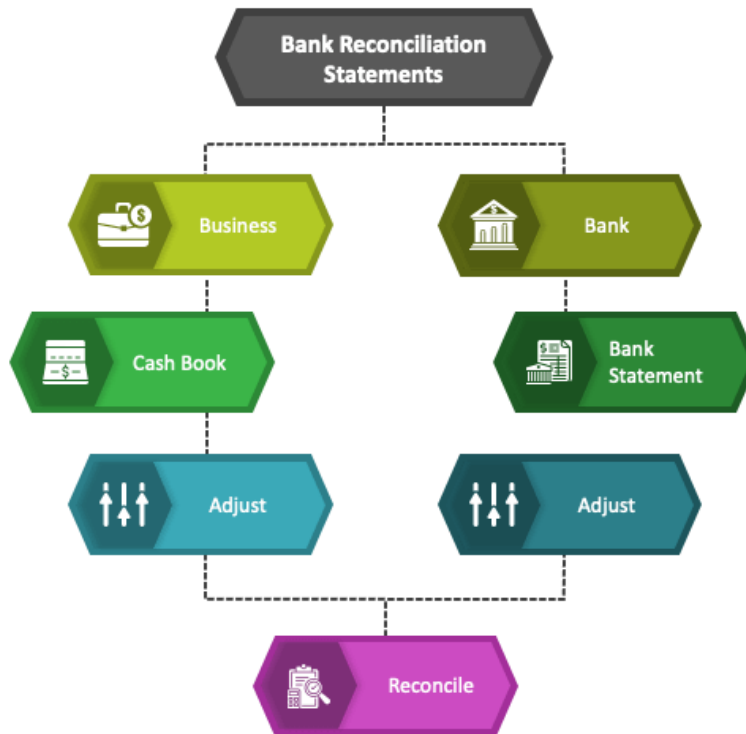 Bank Reconciliation
Statements
Business
Bank
Cash Book
Bank
Statement
Adjust
Adjust
Reconcile